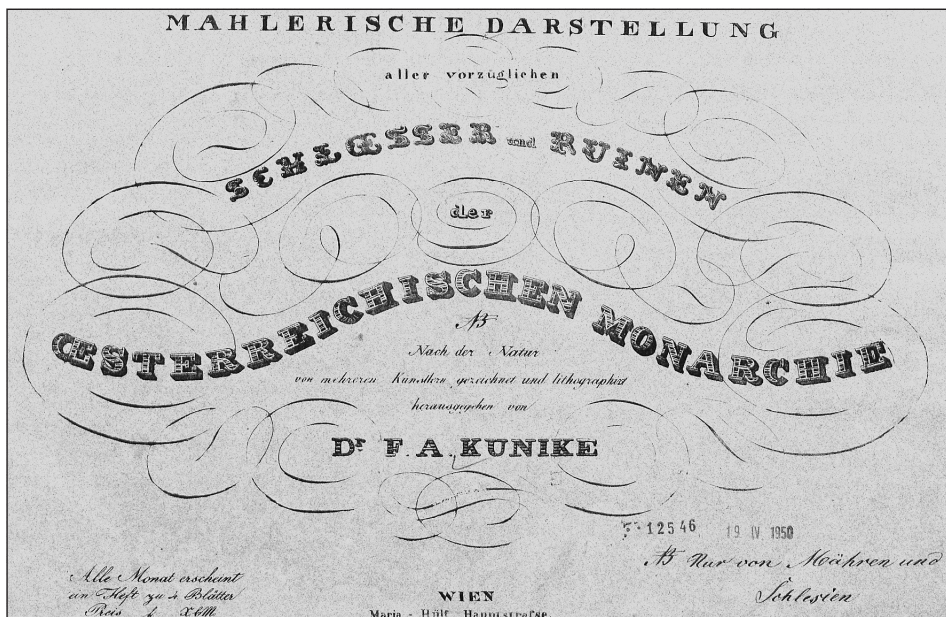 MAHLERISCHE DARSTELLUNG
aller vorzüglichen
SCHLŒSSER und RUINEN
der
ŒSTERREICHISCHEN MONARCHIE
NB
Nach der Natur
von mehreren Künstlern gezeichnet und lithographirt
herausgegeben von
Dr F. A. KUNIKE
12546 19 IV 1950
NB Nur von Mähren und
Schlesien
Alle Monat erscheint
ein Heft zu 4 Blätter
Preis
WIEN
Maria - Hülf Hauptstrafse.